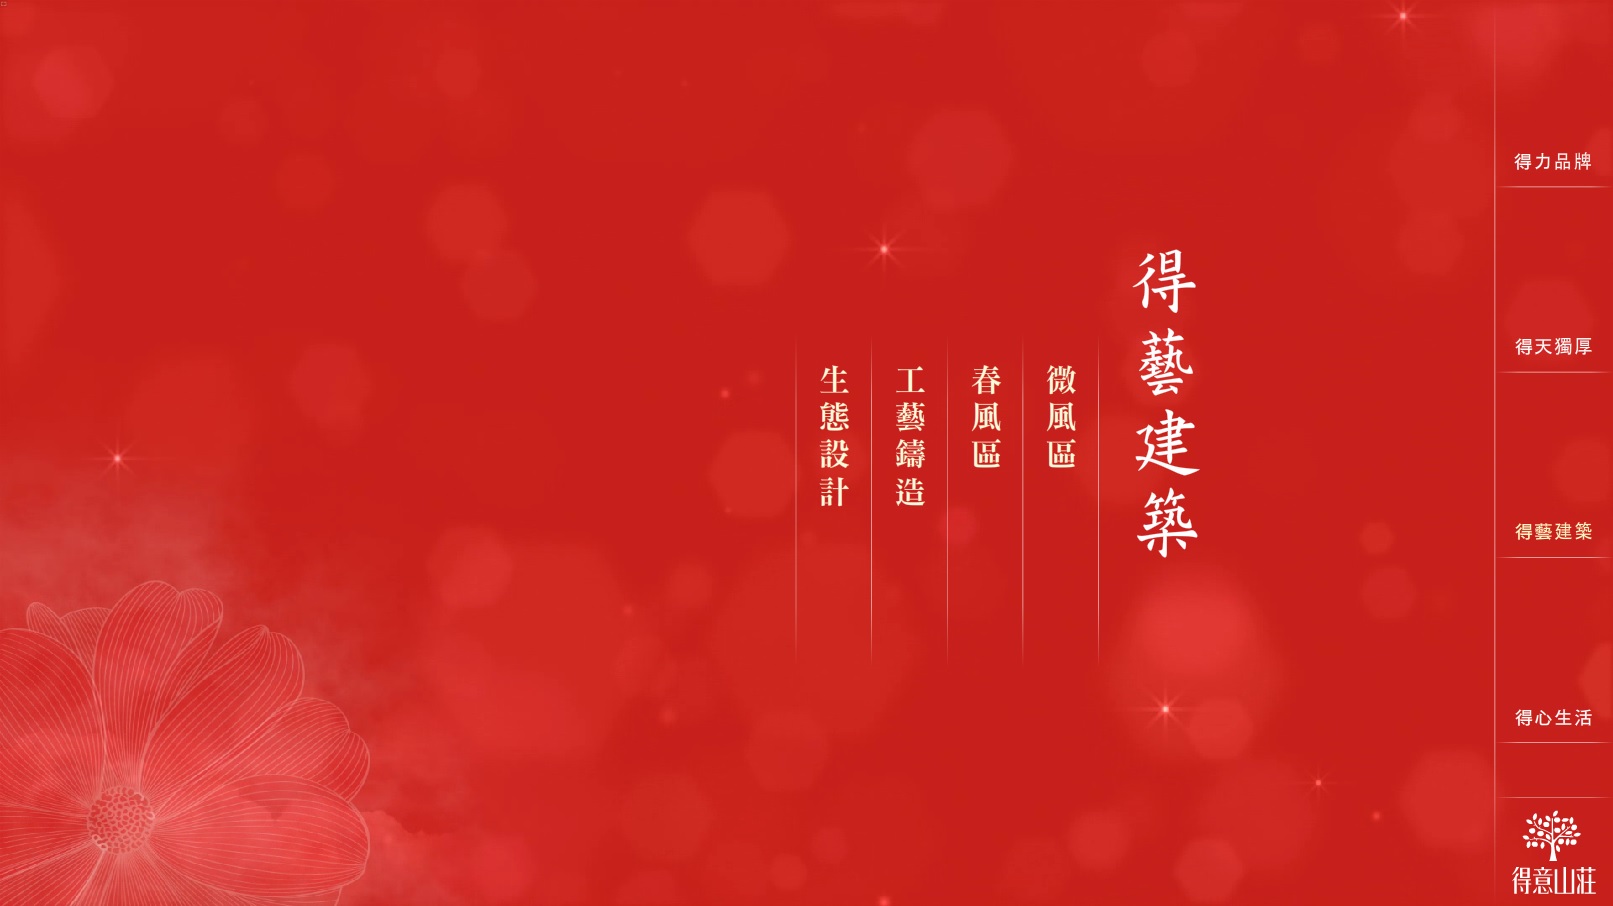 得藝建築
微風區
春風區
工藝鑄造
生態設計
得力品牌
得天獨厚
得藝建築
得心生活
得意山莊